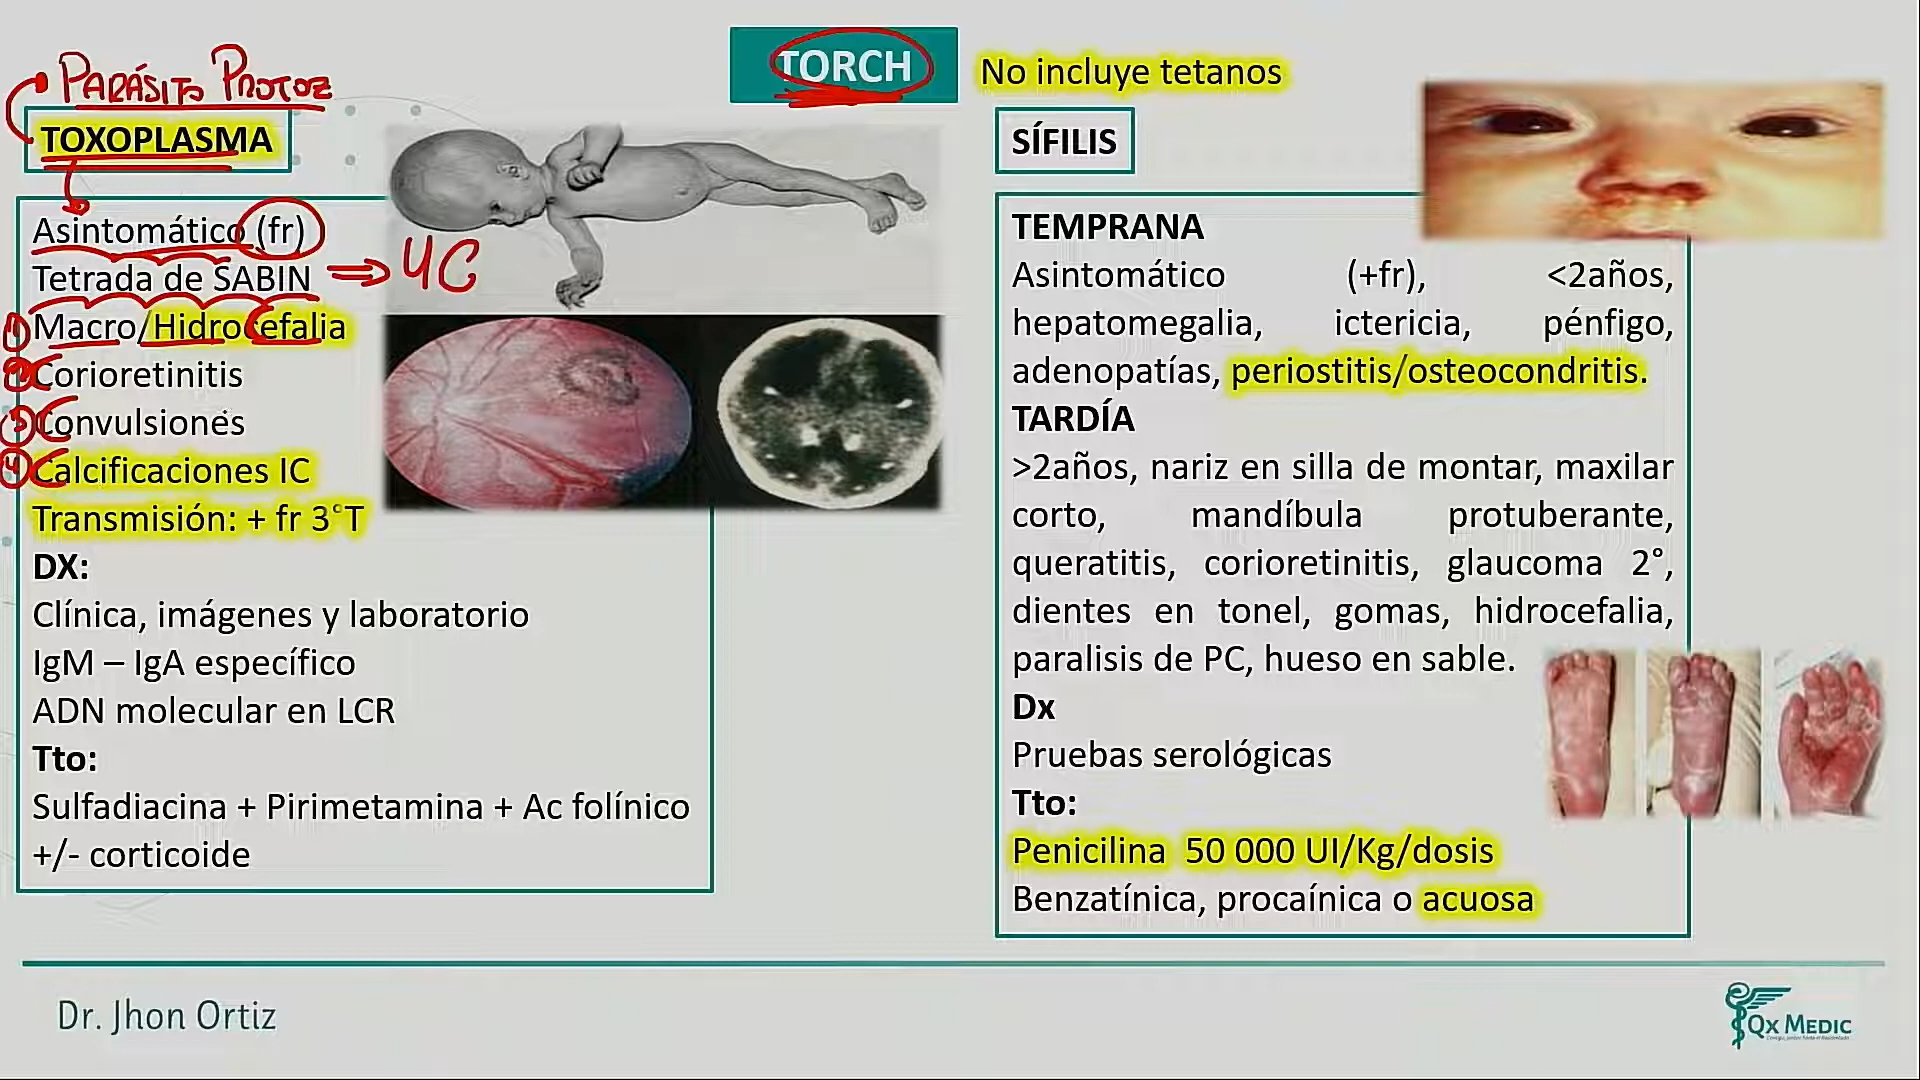 TORCH
No incluye tetanos
PARÁSITO PROTOZ
TOXOPLASMA
Asintomático (fr)
Tetrada de SABIN ⇒ 4C
① Macro/Hidrocefalia
② Corioretinitis
③ Convulsiones
④ Calcificaciones IC
Transmisión: + fr 3°T
DX:
Clínica, imágenes y laboratorio
IgM – IgA específico
ADN molecular en LCR
Tto:
Sulfadiacina + Pirimetamina + Ac folínico
+/- corticoide
SÍFILIS
TEMPRANA
Asintomático (+fr), <2años,
hepatomegalia, ictericia, pénfigo,
adenopatías, periostitis/osteocondritis.
TARDÍA
>2años, nariz en silla de montar, maxilar
corto, mandíbula protuberante,
queratitis, corioretinitis, glaucoma 2°,
dientes en tonel, gomas, hidrocefalia,
paralisis de PC, hueso en sable.
Dx
Pruebas serológicas
Tto:
Penicilina 50 000 UI/Kg/dosis
Benzatínica, procaínica o acuosa
Dr. Jhon Ortiz
QX MEDIC